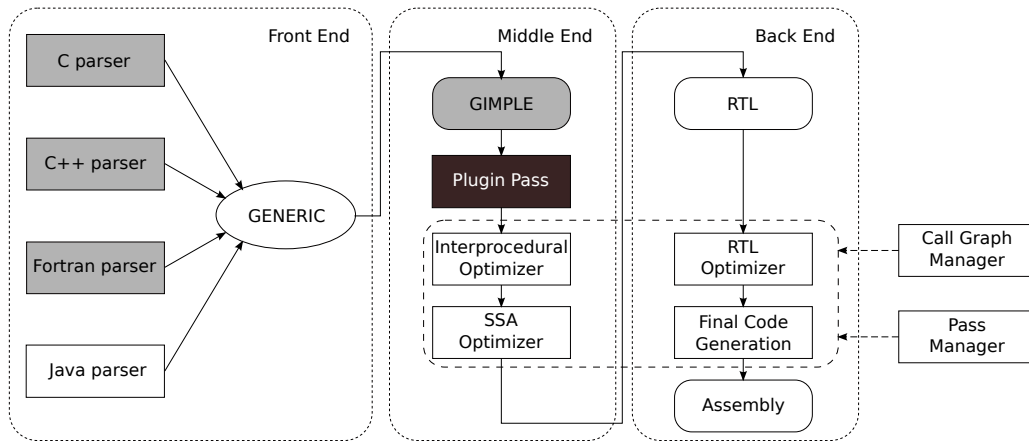 Front End
Middle End
Back End
C parser
C++ parser
Fortran parser
Java parser
GENERIC
GIMPLE
Plugin Pass
Interprocedural
Optimizer
SSA
Optimizer
RTL
RTL
Optimizer
Final Code
Generation
Assembly
Call Graph
Manager
Pass
Manager